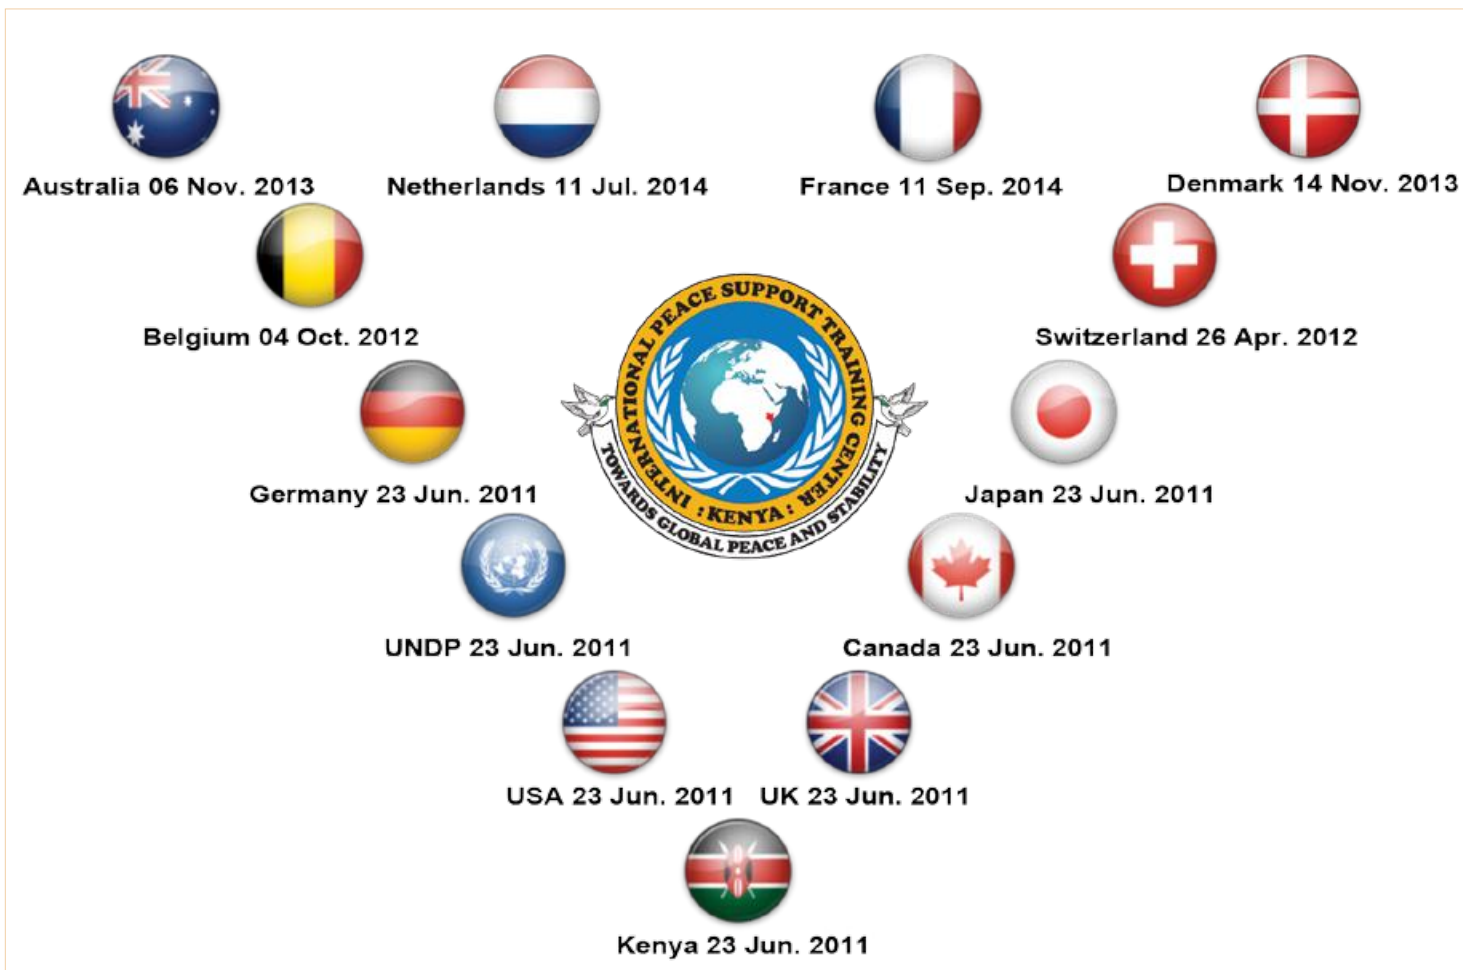 Australia 06 Nov. 2013
Netherlands 11 Jul. 2014
France 11 Sep. 2014
Denmark 14 Nov. 2013
Belgium 04 Oct. 2012
Switzerland 26 Apr. 2012
INTERNATIONAL PEACE SUPPORT TRAINING CENTER
: KENYA :
TOWARDS GLOBAL PEACE AND STABILITY
Germany 23 Jun. 2011
Japan 23 Jun. 2011
UNDP 23 Jun. 2011
Canada 23 Jun. 2011
USA 23 Jun. 2011
UK 23 Jun. 2011
Kenya 23 Jun. 2011